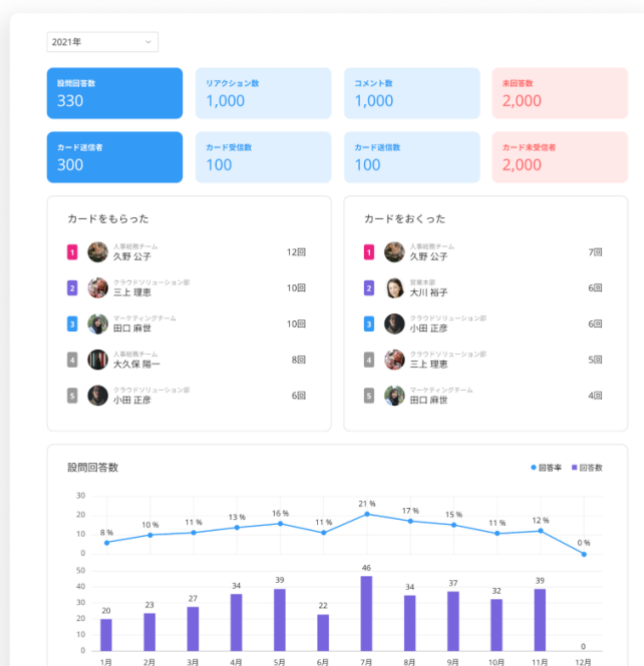 2021年
設問回答数
330
リアクション数
1,000
コメント数
1,000
未回答数
2,000
カード送信者
300
カード受信数
100
カード送信数
100
カード未受信者
2,000
カードをもらった
1 人事総務チーム
久野 公子 12回
2 クラウドソリューション部
三上 理恵 10回
3 マーケティングチーム
田口 麻世 10回
4 人事総務チーム
大久保 陽一 8回
5 クラウドソリューション部
小田 正彦 6回
カードをおくった
1 人事総務チーム
久野 公子 7回
2 営業本部
大川 裕子 6回
3 クラウドソリューション部
小田 正彦 6回
4 クラウドソリューション部
三上 理恵 5回
5 マーケティングチーム
田口 麻世 4回
設問回答数
回答率 回答数
30
20
10
0
8 % 10 % 11 % 13 % 16 % 11 % 21 % 17 % 15 % 11 % 12 % 0 %
50
40
30
20
10
0
20 23 27 34 39 22 46 34 37 32 39 0
1月 2月 3月 4月 5月 6月 7月 8月 9月 10月 11月 12月